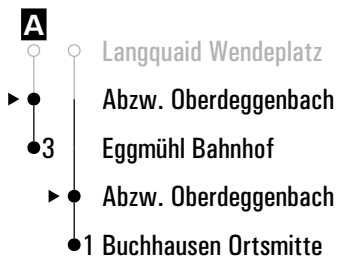 A
Langquaid Wendeplatz
Abzw. Oberdeggenbach
3 Eggmühl Bahnhof
Abzw. Oberdeggenbach
1 Buchhausen Ortsmitte